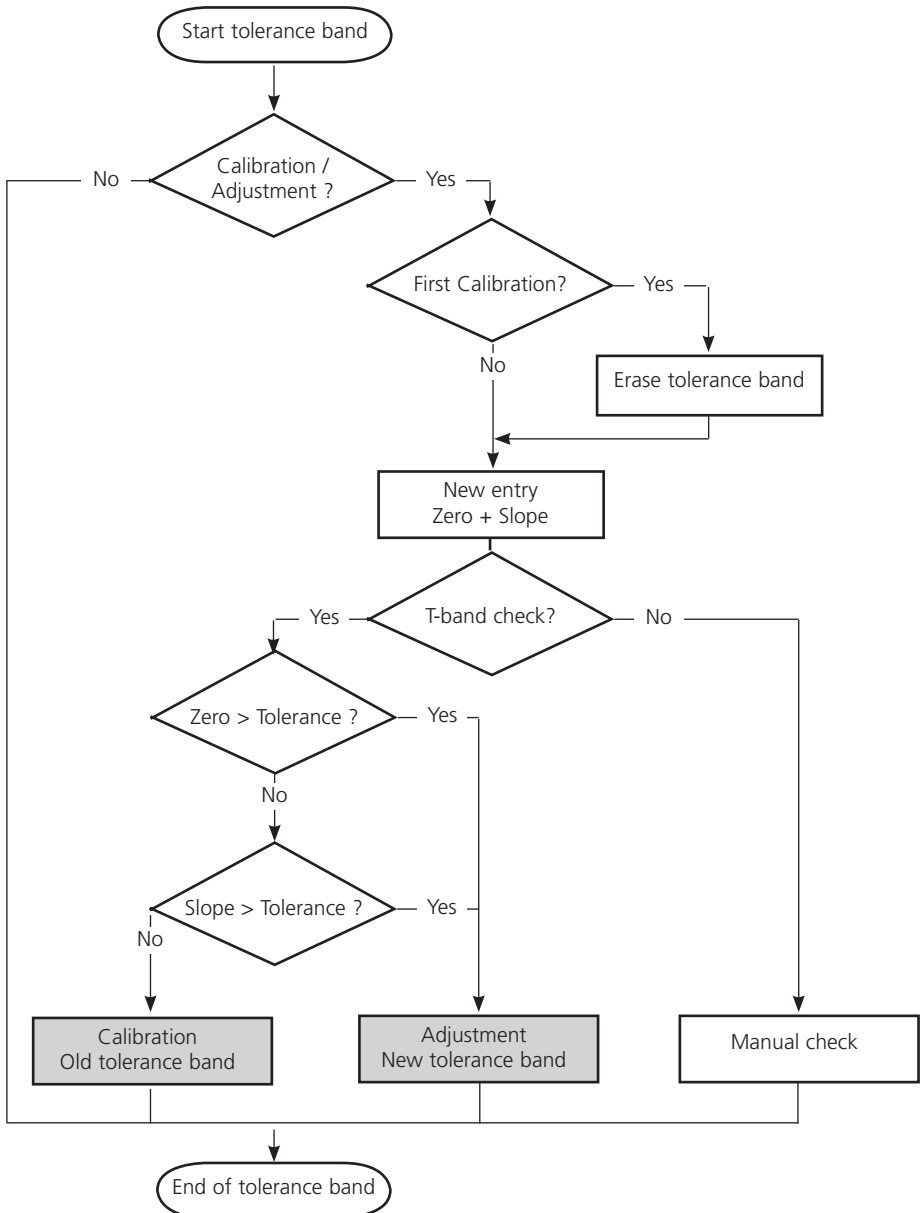 Start tolerance band
Calibration /
Adjustment ?
No
Yes
First Calibration?
Yes
No
Erase tolerance band
New entry
Zero + Slope
T-band check?
Yes
No
Zero > Tolerance ?
Yes
No
Slope > Tolerance ?
Yes
No
Calibration
Old tolerance band
Adjustment
New tolerance band
Manual check
End of tolerance band